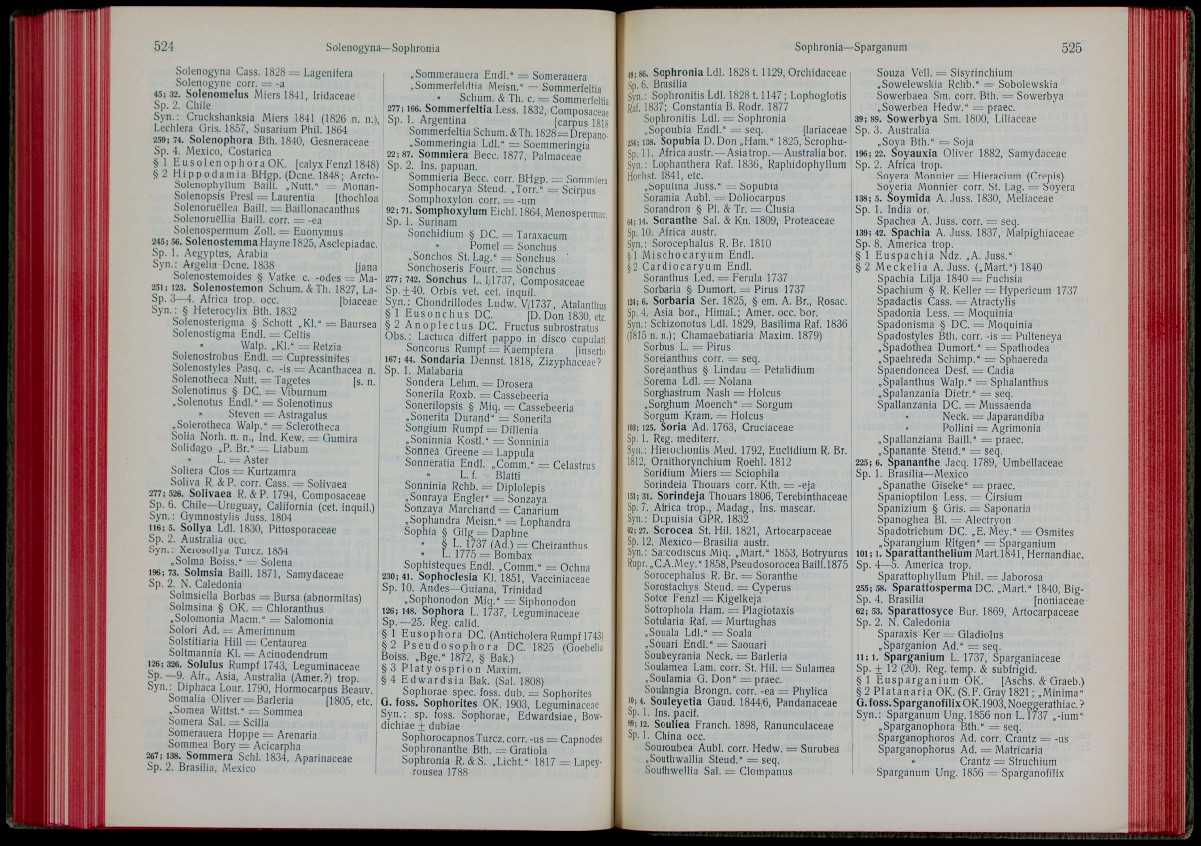 524
Solenogyna—Sophronia
Solenogyna Cass. 1828 = Lagenifera
Solenogyne corr. = -a
45; 32. Solenomelus Miers 1841, Iridaceae
Sp. 2. Chile
Syn.: Cruckshanksia Miers 1841 (1826 n. n.),
Lechlera Gris. 1857, Susarium Phil. 1864
259; 74. Solenophora Bth. 1840, Gesneraceae
Sp. 4. Mexico, Costarica
§ 1 Eusolenophora OK. [calyx Fenzl 1848)
§ 2 Hippodamia BHgp. (Dcne. 1848; Arcto-
Solenophyllum Baill. „Nutt.“ = Monan-
Solenopsis Presl = Laurentia [thochloa
Solenoruëllea Baill. = Baillonacanthus
Solenoruëllia Baill. corr. = -ea
Solenospermum Zoll. = Euonymus
245; 56. Solenostemma Hayne 1825, Asclepiadac.
Sp. 1. Aegyptus, Arabia
Syn.: Argelia Dcne. 1838 [jana
Solenostemoides § Vatke c. -odes = Ma-
251; 123. Solenostemon Schum. & Th. 1827, La-
Sp. 3—4. Africa trop. occ. [biaceae
Syn.: § Heterocylix Bth. 1832
Solenosterigma § Schott „Kl.“ = Baursea
Solenostigma Endl. = Celtis
„ Walp. „Kl.“ = Retzia
Solenostrobus Endl. = Cupressinites
Solenostyles Pasq. c. -is = Acanthacea n.
Solenotheca Nutt. = Tagetes [s. n.
Solenotinus § DC. = Viburnum
„Solenotus Endl.“ = Solenotinus
„ Steven = Astragalus
„Solerotheca Walp.“ = Sclerotheca
Solia Norh. n. n., Ind. Kew. = Gumira
Solidago „P. Br.“ = Liabum
„ L. = Aster
Soliera Clos = Kurtzamra
Soliva R. & P. corr. Cass. = Solivaea
277; 526. Solivaea R. & P. 1794, Composaceae
Sp. 6. Chile—Uruguay, California (cet. inquil.)
Syn.: Gymnostylis Juss. 1804
116; 5. Sollya Ldl. 1830, Pittosporaceae
Sp. 2. Australia occ.
Syn.: Xerosollya Turcz. 1854
„Solma Boiss.“ = Solena
196; 73. Solmsia Baill. 1871, Samydaceae
Sp. 2. N. Caledonia
Solmsiella Borbas = Bursa (abnormitas)
Solmsina § OK. = Chloranthus
„Solomonia Macm.“ = Salomonia
Solori Ad. = Amerimnum
Solstitiaria Hill = Centaurea
Soltmannia Kl. = Acinodendrum
126; 326. Solulus Rumpf 1743, Leguminaceae
Sp. —9. Afr., Asia, Australia (Amer.?) trop.
Syn.: Diphaca Lour. 1790, Hormocarpus Beauv.
Somalia Oliver = Barleria [1805, etc.
„Somea Wittst.“ = Sommea
Somera Sal. = Scilla
Somerauera Hoppe = Arenaria
Sommea Bory = Acicarpha
267; 138. Sommera Schl. 1834, Aparinaceae
Sp. 2. Brasilia, Mexico
„Sommerauera Endl.“ = Somerauera
„Sommerfeldtia Meisn.“ = Sommerfeltia
„ Schum. & Th. c. = Sommerfeltia
277; 166. Sommerfeltia Less. 1832, Composaceae
Sp. 1. Argentina [carpus 1818
Sommerfeltia Schum. & Th. 1828 = Drepano-
„Sommeringia Ldl.“ = Soemmeringia
22; 87. Sommiera Becc. 1877, Palmaceae
Sp. 2. Ins. papuan.
Sommieria Becc. corr. BHgp. = Sommiera
Somphocarya Steud. „Torr.“ = Scirpus
Somphoxylon corr. = -um
92; 71. Somphoxylum Eichl. 1864, Menospermac.
Sp. 1. Surinam
Sonchidium § DC. = Taraxacum
„ Pomel = Sonchus
„Sonchos St. Lag.“ = Sonchus
Sonchoseris Fourr. = Sonchus
277; 742. Sonchus L. I/1737, Composaceae
Sp. ±40. Orbis vet. cet. inquil.
Syn.: Chondrillodes Ludw. V/1737, Atalanthus
§ 1 Eusonchus DC. [D. Don 1830, etc.
§ 2 Anoplectus DC. Fructus subrostratus
Obs.: Lactuca differt pappo in disco cupulari
Soncorus Rumpf = Kaempfera [inserto
167; 44. Sondaria Dennst. 1818, Zizyphaceae?
Sp. 1. Malabaria
Sondera Lehm. = Drosera
Sonerila Roxb. = Cassebeeria
Sonerilopsis § Miq. = Cassebeeria
„Sonerita Durand“ = Sonerila
Songium Rumpf = Dillenia
„Soninnia Kostl.“ = Sonninia
Sonnea Greene = Lappula
Sonneratia Endl. „Comm.“ = Celastrus
„ L. f. = Blatti
Sonninia Rchb. = Diplolepis
„Sonraya Engler“ = Sonzaya
Sonzaya Marchand = Canarium
„Sophandra Meisn.“ = Lophandra
Sophia § Gilg = Daphne
„ § L. 1737 (Ad.) = Cheiranthus
„ L. 1775 = Bombax
Sophisteques Endl. „Comm.“ = Ochna
230; 41. Sophoclesia Kl. 1851, Vacciniaceae
Sp. 10. Andes—Guiana, Trinidad
„Sophonodon Miq.“ = Siphonodon
126; 148. Sophora L. 1737, Leguminaceae
Sp. —25. Reg. calid.
§ 1 Eusophora DC. (Anticholera Rumpf 1743)
§ 2 Pseudosophora DC. 1825 (Goebelia
Boiss. „Bge.“ 1872, § Bak.)
§ 3 Platyosprion Maxim.
§ 4 Edwardsia Bak. (Sal. 1808)
Sophorae spec. foss. dub. = Sophorites
G. foss. Sophorites OK. 1903, Leguminaceae
Syn.: sp. foss. Sophorae, Edwardsiae, Bow-
dichiae ± dubiae
Sophorocapnos Turcz. corr. -us = Capnodes
Sophronanthe Bth. = Gratiola
Sophronia R. & S. „Licht.“ 1817 = Lapey-
rousea 1788
Sophronia—Sparganum
525
49; 86. Sophronia Ldl. 1828 t. 1129, Orchidaceae
Sp. 6. Brasilia
Syn.: Sophronitis Ldl. 1828 t. 1147; Lophoglotis
Raf. 1837; Constantia B. Rodr. 1877
Sophronitis Ldl. = Sophronia
„Sopoubia Endl.“ = seq. [lariaceae
254; 138. Sopubia D. Don „Ham.“ 1825, Scrophu-
Sp. 11. Africa austr.—Asia trop.—Australia bor.
Syn.: Lophanthera Raf. 1836, Raphidophyllum
Hochst. 1841, etc.
„Sopulina Juss.“ = Sopubia
Soramia Aubl. = Doliocarpus
Sorandron § Pl. & Tr. = Clusia
64; 14. Soranthe Sal. & Kn. 1809, Proteaceae
Sp. 10. Africa austr.
Syn.: Sorocephalus R. Br. 1810
§ 1 Mischocaryum Endl.
§ 2 Cardiocaryum Endl.
Soranthus Led. = Ferula 1737
Sorbaria § Dumort. = Pirus 1737
124; 6. Sorbaria Ser. 1825, § em. A. Br., Rosac.
Sp. 4. Asia bor., Himal.; Amer. occ. bor.
Syn.: Schizonotus Ldl. 1829, Basilima Raf. 1836
(1815 n. n.); Chamaebatiaria Maxim. 1879)
Sorbus L. = Pirus
Soreianthus corr. = seq.
Sorejanthus § Lindau = Petalidium
Sorema Ldl. = Nolana
Sorghastrum Nash = Holcus
„Sorghum Moench“ = Sorgum
Sorgum Kram. = Holcus
103; 125. Soria Ad. 1763, Cruciaceae
Sp. 1. Reg. mediterr.
Syn.: Hierochontis Med. 1792, Euclidium R. Br.
1812, Ornithorynchium Roehl. 1812
Soridium Miers = Sciophila
Sorindeia Thouars corr. Kth. = -eja
151; 31. Sorindeja Thouars 1806, Terebinthaceae
Sp. 7. Africa trop., Madag., Ins. mascar.
Syn.: Dupuisia GPR. 1832
62; 27. Sorocea St. Hil. 1821, Artocarpaceae
Sp. 12. Mexico—Brasilia austr.
Syn.: Sarcodiscus Miq. „Mart.“ 1853, Botryurus
Rupr. „C.A.Mey.“ 1858, Pseudosorocea Baill. 1875
Sorocephalus R. Br. = Soranthe
Sorostachys Steud. = Cyperus
Sotor Fenzl = Kigelkeja
Sotrophola Ham. = Plagiotaxis
Sotularia Raf. = Murtughas
„Souala Ldl.“ = Soala
„Souari Endl.“ = Saouari
Soubeyrania Neck. = Barleria
Soulamea Lam. corr. St. Hil. = Sulamea
„Soulamia G. Don“ = praec.
Soulangia Brongn. corr. -ea = Phylica
10; 4. Souleyetia Gaud. 1844/6, Pandanaceae
Sp. 1. Ins. pacif.
89; 12. Souliea Franch. 1898, Ranunculaceae
Sp. 1. China occ.
Souroubea Aubl. corr. Hedw. = Surubea
„Southwallia Steud.“ = seq.
Southwellia Sal. = Clompanus
Souza Vell. = Sisyrinchium
„Sowelewskia Rchb.“ = Sobolewskia
Sowerbaea Sm. corr. Bth. = Sowerbya
„Sowerbea Hedw.“ = praec.
39; 89. Sowerbya Sm. 1800, Liliaceae
Sp. 3. Australia
„Soya Bth.“ = Soja
196; 22. Soyauxia Oliver 1882, Samydaceae
Sp. 2. Africa trop.
Soyera Monnier = Hieracium (Crepis)
Soyeria Monnier corr. St. Lag. = Soyera
138; 5. Soymida A. Juss. 1830, Meliaceae
Sp. 1. India or.
Spachea A. Juss. corr. = seq.
139; 42. Spachia A. Juss. 1837, Malpighiaceae
Sp. 8. America trop.
§ 1 Euspachia Ndz. „A. Juss.“
§ 2 Meckelia A. Juss. („Mart.“) 1840
Spachia Lilja 1840 = Fuchsia
Spachium § R. Keller = Hypericum 1737
Spadactis Cass. = Atractylis
Spadonia Less. = Moquinia
Spadonisma § DC. = Moquinia
Spadostyles Bth. corr. -is = Pulteneya
„Spadothea Dumort.“ = Spathodea
„Spaehreda Schimp.“ = Sphaereda
Spaendoncea Desf. = Cadia
„Spalanthus Walp.“ = Sphalanthus
„Spalanzania Dietr.“ = seq.
Spallanzania DC. = Mussaenda
„ Neck. = Japarandiba
„ Pollini = Agrimonia
„Spallanziana Baill.“ = praec.
„Spanante Steud.“ = seq.
225; 6. Spananthe Jacq. 1789, Umbellaceae
Sp. 1. Brasilia—Mexico
„Spanathe Giseke“ = praec.
Spanioptilon Less. = Cirsium
Spanizium § Gris. = Saponaria
Spanoghea Bl. = Alectryon
Spadotrichum DC. „E. Mey.“ = Osmites
„Sparangium Ritgen“ = Sparganium
101; 1. Sparattanthelium Mart. 1841, Hernandiac.
Sp. 4—5. America trop.
Sparattophyllum Phil. = Jaborosa
255; 58. Sparattosperma DC. „Mart.“ 1840, Big-
Sp. 4. Brasilia [noniaceae
62; 53. Sparattosyce Bur. 1869, Artocarpaceae
Sp. 2. N. Caledonia
Sparaxis Ker = Gladiolus
„Sparganion Ad.“ = seq.
11: 1. Sparganium L. 1737, Sparganiaceae
Sp. ± 12 (20). Reg. temp. & subfrigid.
§ 1 Eusparganium OK. [Aschs. & Graeb.)
§ 2 Platanaria OK. (S. F. Gray 1821; „Minima“
G. foss. Sparganofilix OK. 1903, Noeggerathiac.?
Syn.: Sparganum Ung. 1856 non L. 1737 „-ium“
„Sparganophora Bth.“ = seq.
Sparganophoros Ad. corr. Crantz = -us
Sparganophorus Ad. = Matricaria
„ Crantz = Struchium
Sparganum Ung. 1856 = Sparganofilix